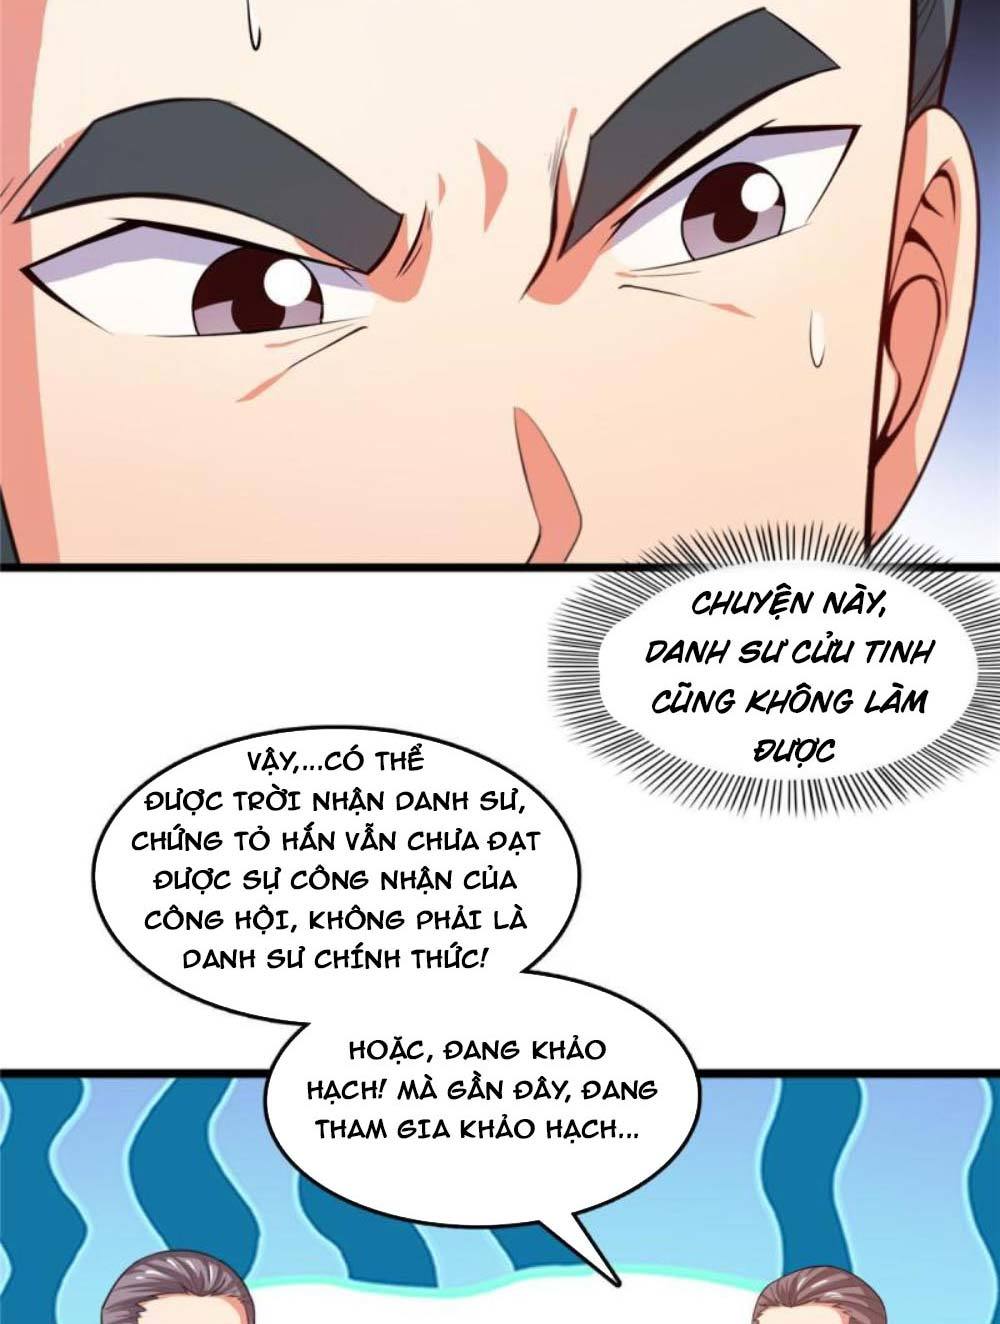 CHUYỆN NÀY,
DANH SƯ CỬU TINH
CŨNG KHÔNG LÀM
ĐƯỢC
VẬY,...CÓ THỂ
ĐƯỢC TRỜI NHẬN DANH SƯ,
CHỨNG TỎ HẮN VẪN CHƯA ĐẠT
ĐƯỢC SỰ CÔNG NHẬN CỦA
CÔNG HỘI, KHÔNG PHẢI LÀ
DANH SƯ CHÍNH THỨC!
HOẶC, ĐANG KHẢO
HẠCH! MÀ GẦN ĐÂY, ĐANG
THAM GIA KHẢO HẠCH...